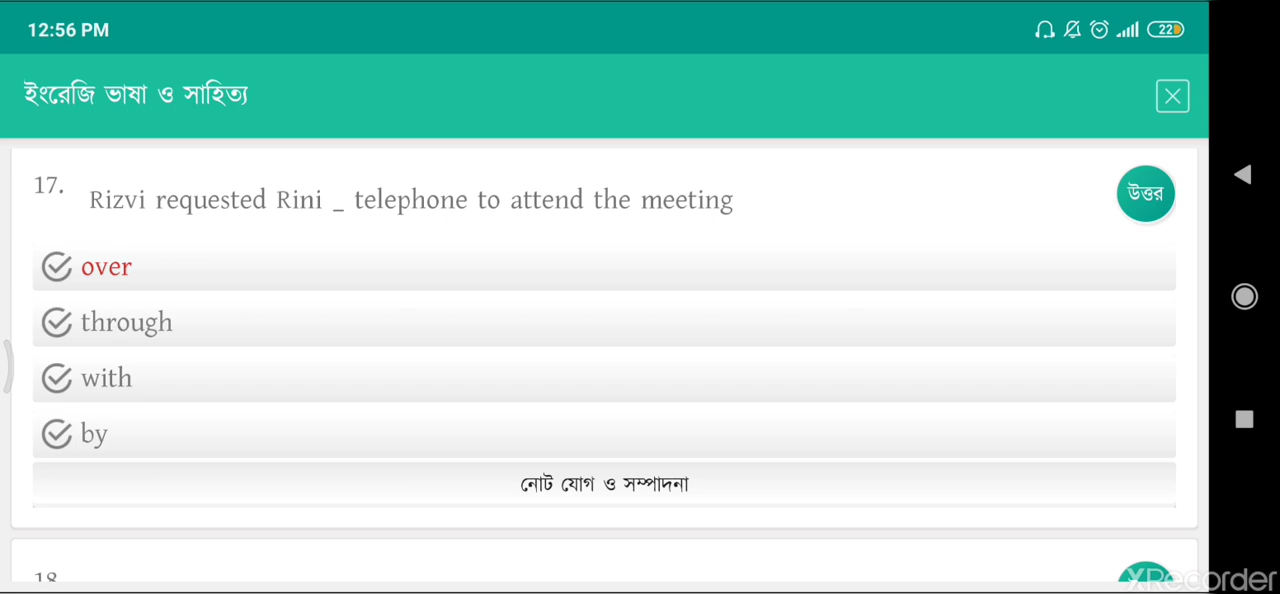 12:56 PM
22
ইংরেজি ভাষা ও সাহিত্য
17.
Rizvi requested Rini _ telephone to attend the meeting
উত্তর
over
through
with
by
নোট যোগ ও সম্পাদনা
18
XRecorder